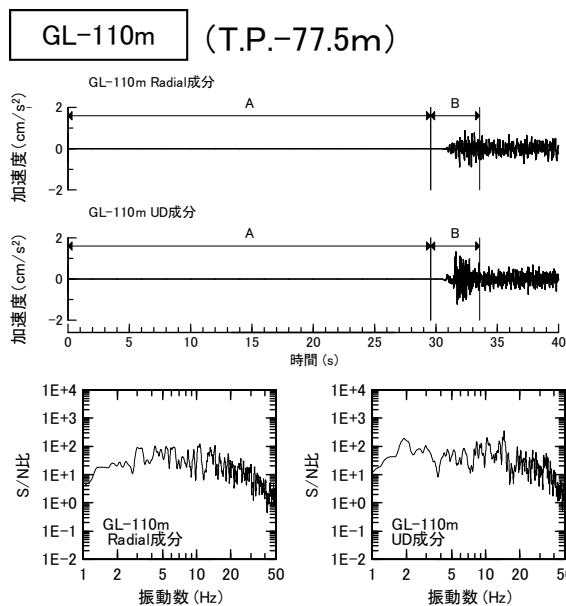 GL-110m (T.P.-77.5m)
GL-110m Radial成分
A B
加速度(cm/s²)
2
0
-2
GL-110m UD成分
A B
加速度(cm/s²)
2
0
-2
0 5 10 15 20 25 30 35 40
時間(s)
S/N比
1E+4
1E+3
1E+2
1E+1
1E+0
1E-1
1E-2
GL-110m
Radial成分
1 2 5 10 20 50
振動数(Hz)
S/N比
1E+4
1E+3
1E+2
1E+1
1E+0
1E-1
1E-2
GL-110m
UD成分
1 2 5 10 20 50
振動数(Hz)